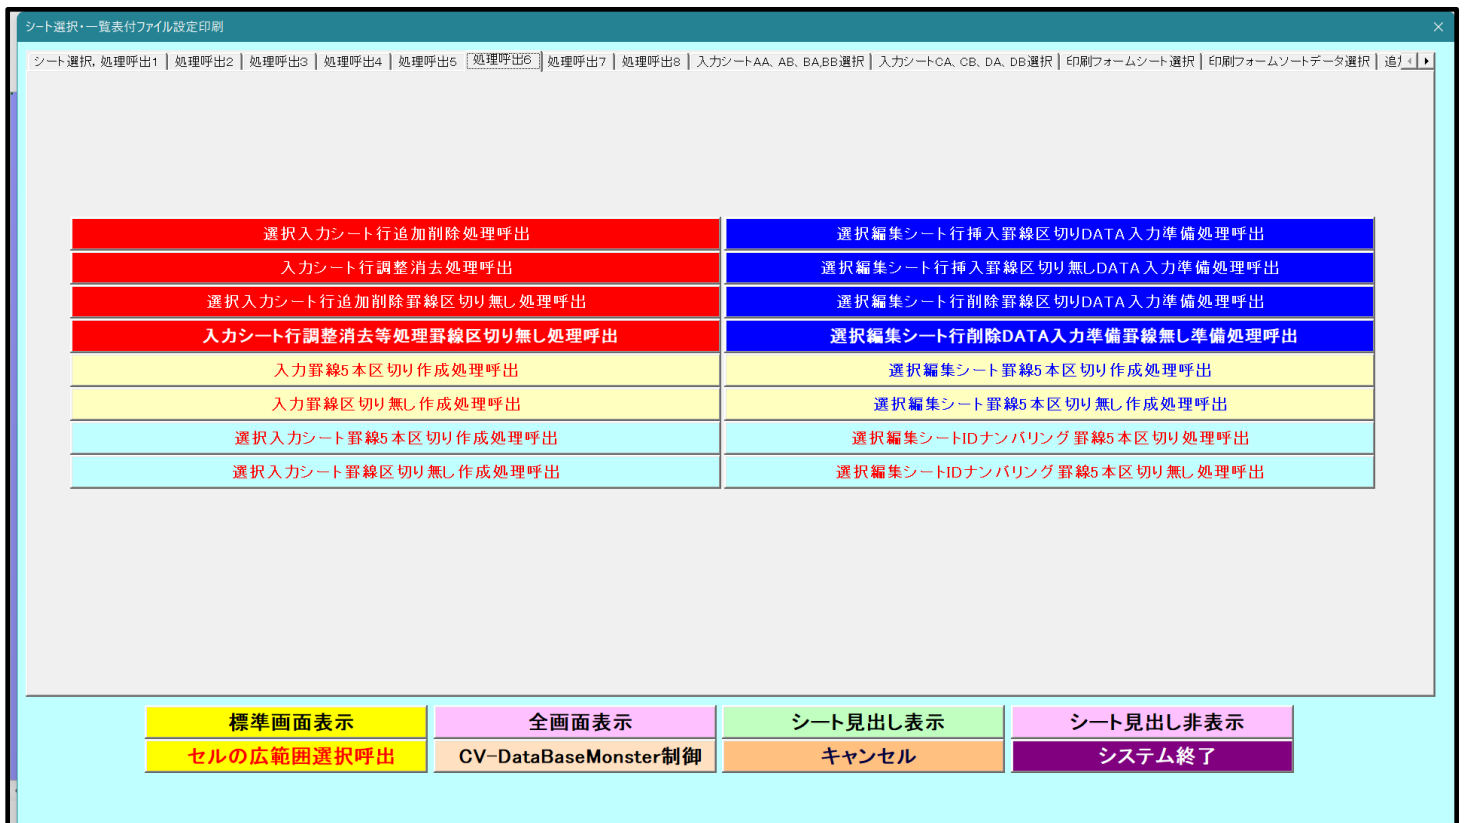 シート選択・一覧表付ファイル設定印刷
シート選択, 処理呼出1 処理呼出2 処理呼出3 処理呼出4 処理呼出5 処理呼出6 処理呼出7 処理呼出8 入力シートAA、AB、BA,BB選択 入力シートCA、CB、DA、DB選択 印刷フォームシート選択 印刷フォームソートデータ選択
選択入力シート行追加削除処理呼出
入力シート行調整消去処理呼出
選択入力シート行追加削除罫線区切り無し処理呼出
入力シート行調整消去等処理罫線区切り無し処理呼出
入力罫線5本区切り作成処理呼出
入力罫線区切り無し作成処理呼出
選択入力シート罫線5本区切り作成処理呼出
選択入力シート罫線区切り無し作成処理呼出
選択編集シート行挿入罫線区切りDATA入力準備処理呼出
選択編集シート行挿入罫線区切り無しDATA入力準備処理呼出
選択編集シート行削除罫線区切りDATA入力準備処理呼出
選択編集シート行削除DATA入力準備罫線無し準備処理呼出
選択編集シート罫線5本区切り作成処理呼出
選択編集シート罫線5本区切り無し作成処理呼出
選択編集シートIDナンバリング罫線5本区切り処理呼出
選択編集シートIDナンバリング罫線5本区切り無し処理呼出
標準画面表示 全画面表示 シート見出し表示 シート見出し非表示
セルの広範囲選択呼出 CV-DataBaseMonster制御 キャンセル システム終了